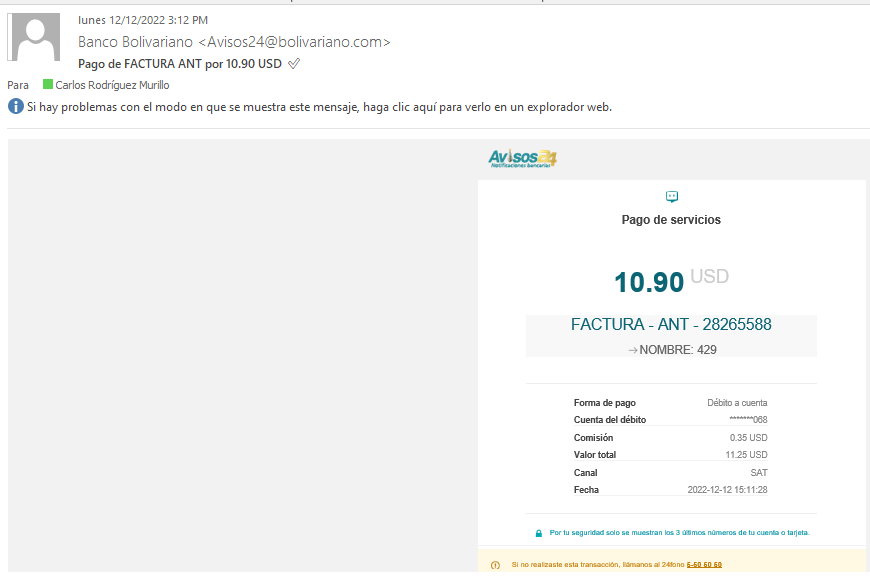 lunes 12/12/2022 3:12 PM
Banco Bolivariano <Avisos24@bolivariano.com>
Pago de FACTURA ANT por 10.90 USD
Para Carlos Rodríguez Murillo
Si hay problemas con el modo en que se muestra este mensaje, haga clic aquí para verlo en un explorador web.
Avisos24
Notificaciones bancarias
Pago de servicios
10.90 USD
FACTURA - ANT - 28265588
→NOMBRE: 429
Forma de pago Débito a cuenta
Cuenta del débito *******068
Comisión 0.35 USD
Valor total 11.25 USD
Canal SAT
Fecha 2022-12-12 15:11:28
Por tu seguridad solo se muestran los 3 últimos números de tu cuenta o tarjeta.
Si no realizaste esta transacción, llámanos al 24fono 5-60 60 60